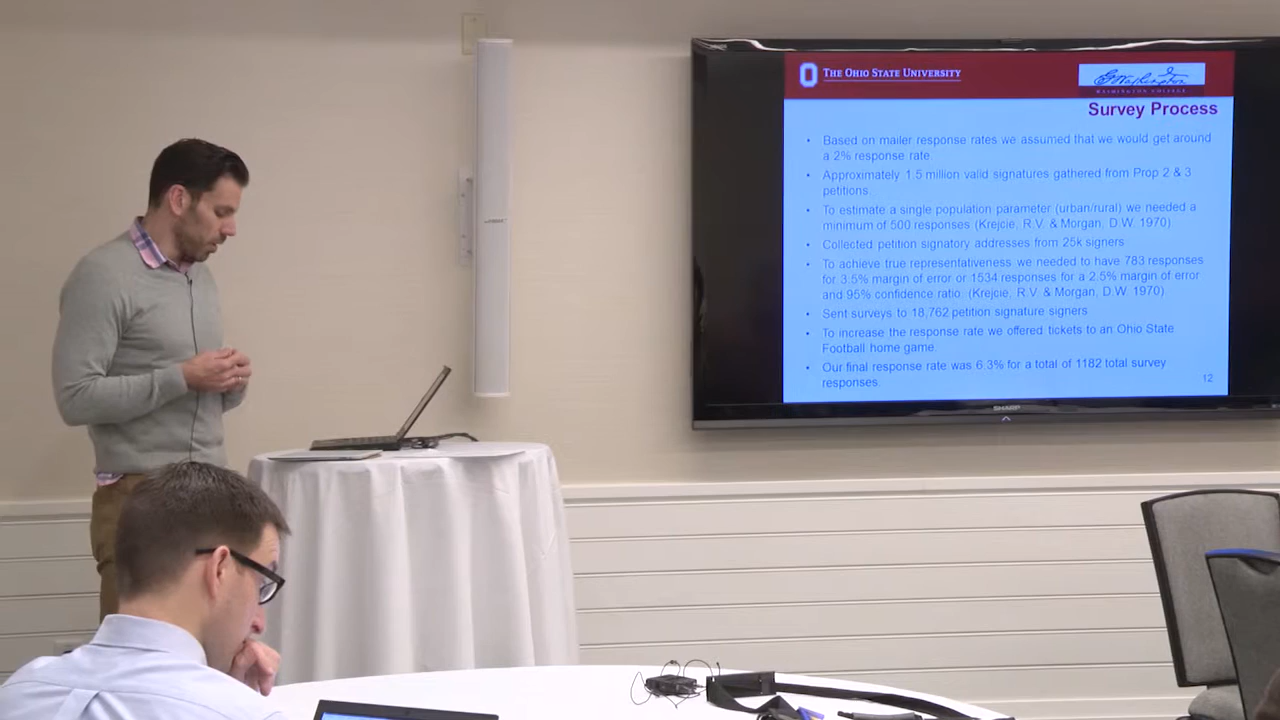 THE OHIO STATE UNIVERSITY
GWashington
WASHINGTON COLLEGE
Survey Process
• Based on mailer response rates we assumed that we would get around
a 2% response rate.
• Approximately 1.5 million valid signatures gathered from Prop 2 & 3
petitions.
• To estimate a single population parameter (urban/rural) we needed a
minimum of 500 responses (Krejcie, R.V. & Morgan, D.W. 1970)
• Collected petition signatory addresses from 25k signers
• To achieve true representativeness we needed to have 783 responses
for 3.5% margin of error or 1534 responses for a 2.5% margin of error
and 95% confidence ratio. (Krejcie, R.V. & Morgan, D.W. 1970)
• Sent surveys to 18,762 petition signature signers
• To increase the response rate we offered tickets to an Ohio State
Football home game.
• Our final response rate was 6.3% for a total of 1182 total survey
responses.
12
SHARP